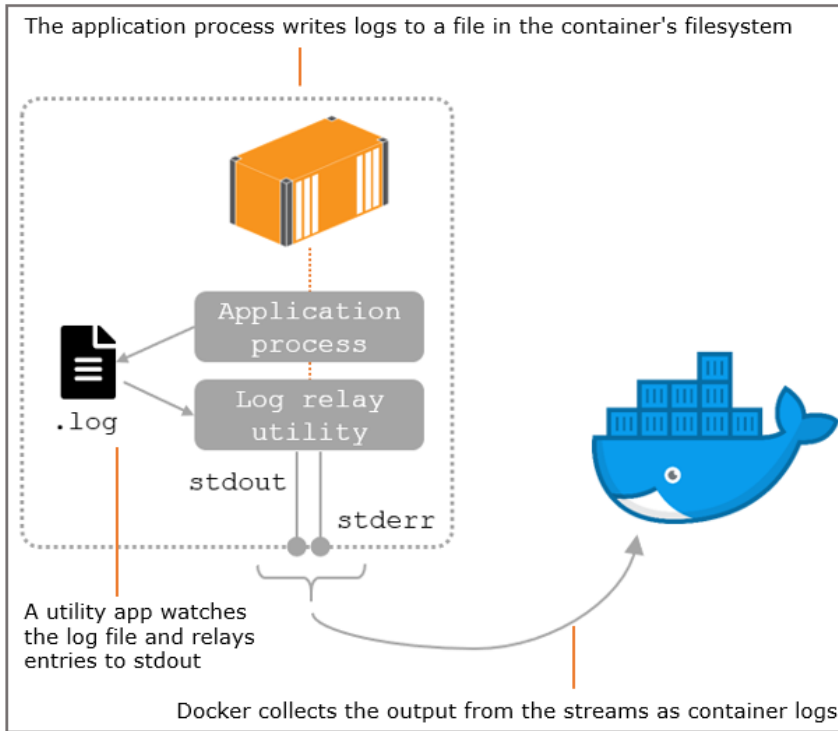 The application process writes logs to a file in the container's filesystem
Application
process
Log relay
utility
.log
stdout
stderr
A utility app watches
the log file and relays
entries to stdout
Docker collects the output from the streams as container logs